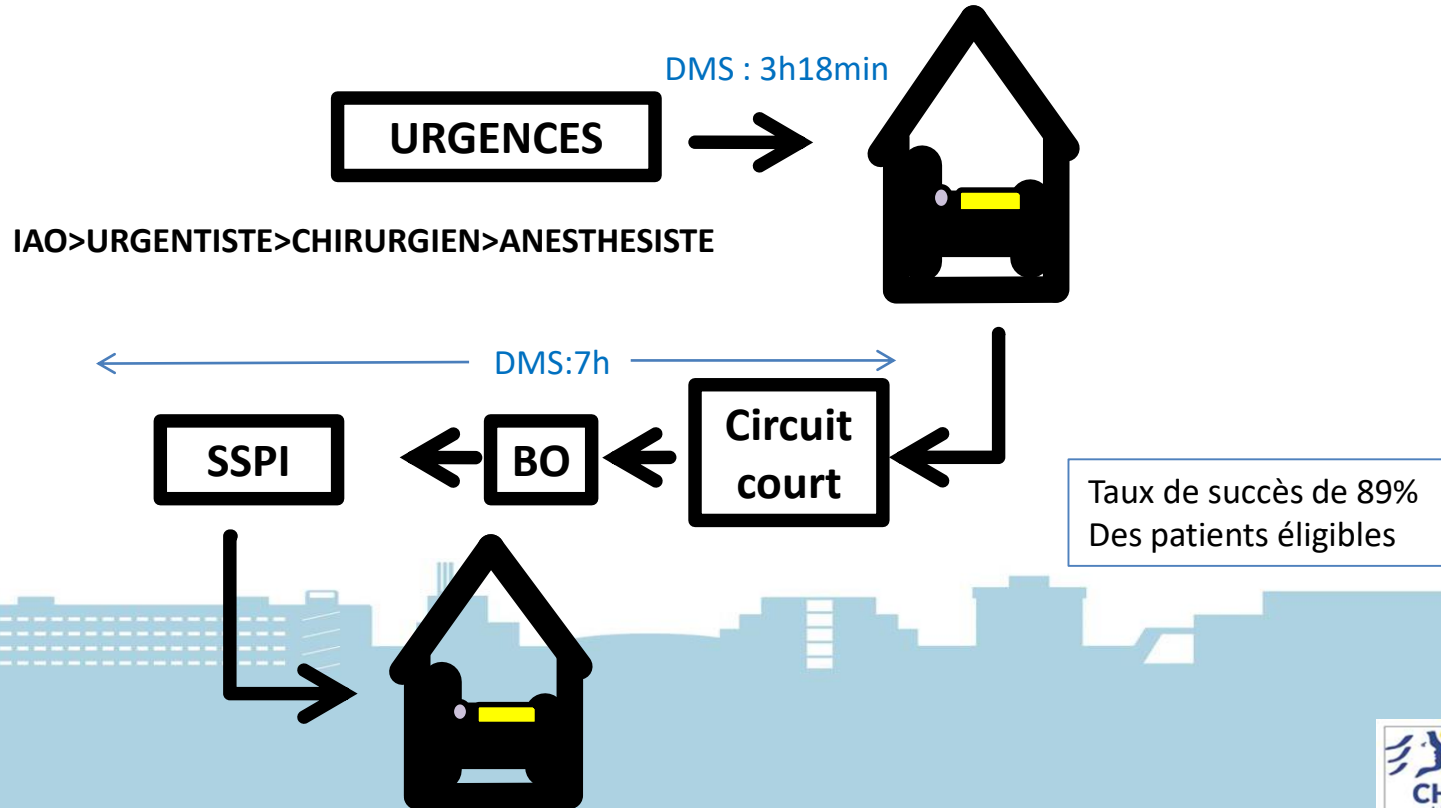 DMS : 3h18min
URGENCES
IAO>URGENTISTE>CHIRURGIEN>ANESTHESISTE
DMS:7h
SSPI
BO
Circuit
court
Taux de succès de 89%
Des patients éligibles